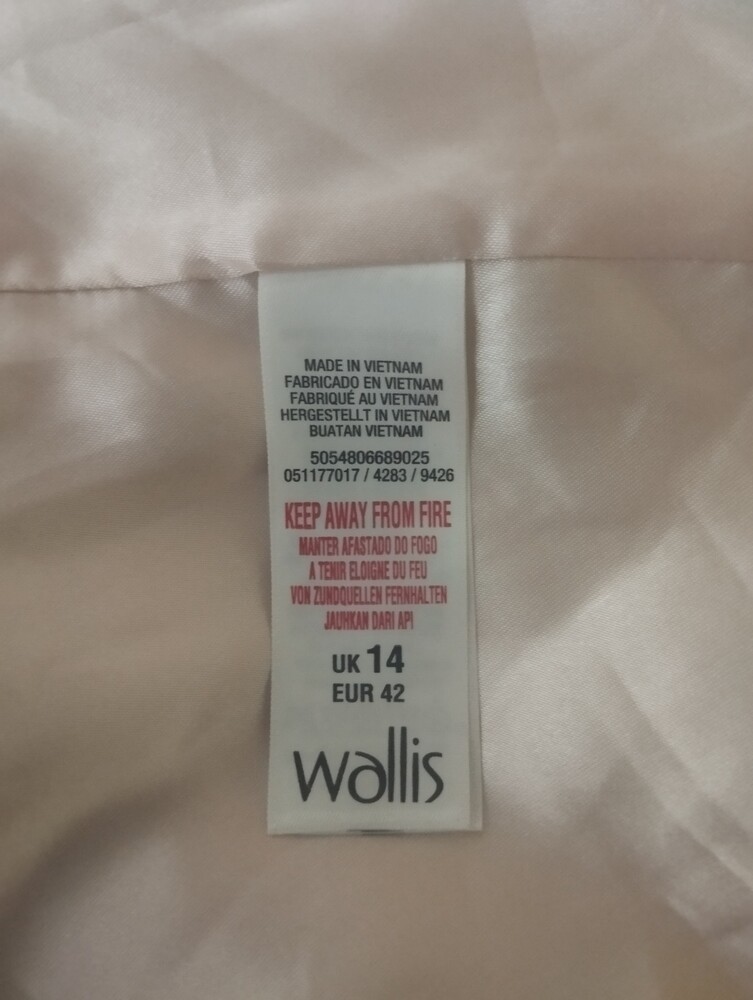 MADE IN VIETNAM
FABRICADO EN VIETNAM
FABRIQUÉ AU VIETNAM
HERGESTELLT IN VIETNAM
BUATAN VIETNAM
5054806689025
051177017 / 4283 / 9426
KEEP AWAY FROM FIRE
MANTER AFASTADO DO FOGO
A TENIR ELOIGNE DU FEU
VON ZUNDQUELLEN FERNHALTEN
JAUHKAN DARI API
UK 14
EUR 42
wallis